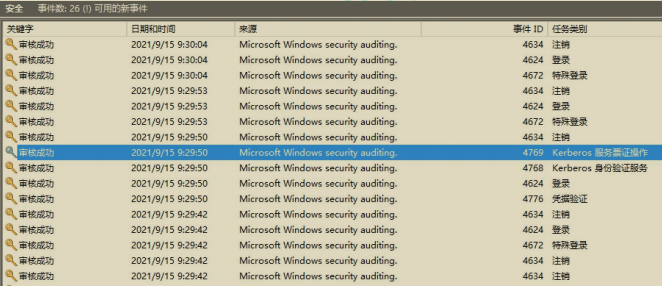 安全 事件数: 26 (!) 可用的新事件
关键字 日期和时间 来源 事件 ID 任务类别
审核成功 2021/9/15 9:30:04 Microsoft Windows security auditing. 4634 注销
审核成功 2021/9/15 9:30:04 Microsoft Windows security auditing. 4624 登录
审核成功 2021/9/15 9:30:04 Microsoft Windows security auditing. 4672 特殊登录
审核成功 2021/9/15 9:29:53 Microsoft Windows security auditing. 4634 注销
审核成功 2021/9/15 9:29:53 Microsoft Windows security auditing. 4624 登录
审核成功 2021/9/15 9:29:53 Microsoft Windows security auditing. 4672 特殊登录
审核成功 2021/9/15 9:29:50 Microsoft Windows security auditing. 4634 注销
审核成功 2021/9/15 9:29:50 Microsoft Windows security auditing. 4769 Kerberos 服务票证操作
审核成功 2021/9/15 9:29:50 Microsoft Windows security auditing. 4768 Kerberos 身份验证服务
审核成功 2021/9/15 9:29:50 Microsoft Windows security auditing. 4624 登录
审核成功 2021/9/15 9:29:50 Microsoft Windows security auditing. 4776 凭据验证
审核成功 2021/9/15 9:29:42 Microsoft Windows security auditing. 4634 注销
审核成功 2021/9/15 9:29:42 Microsoft Windows security auditing. 4624 登录
审核成功 2021/9/15 9:29:42 Microsoft Windows security auditing. 4672 特殊登录
审核成功 2021/9/15 9:29:42 Microsoft Windows security auditing. 4634 注销
审核成功 2021/9/15 9:29:42 Microsoft Windows security auditing. 4634 注销